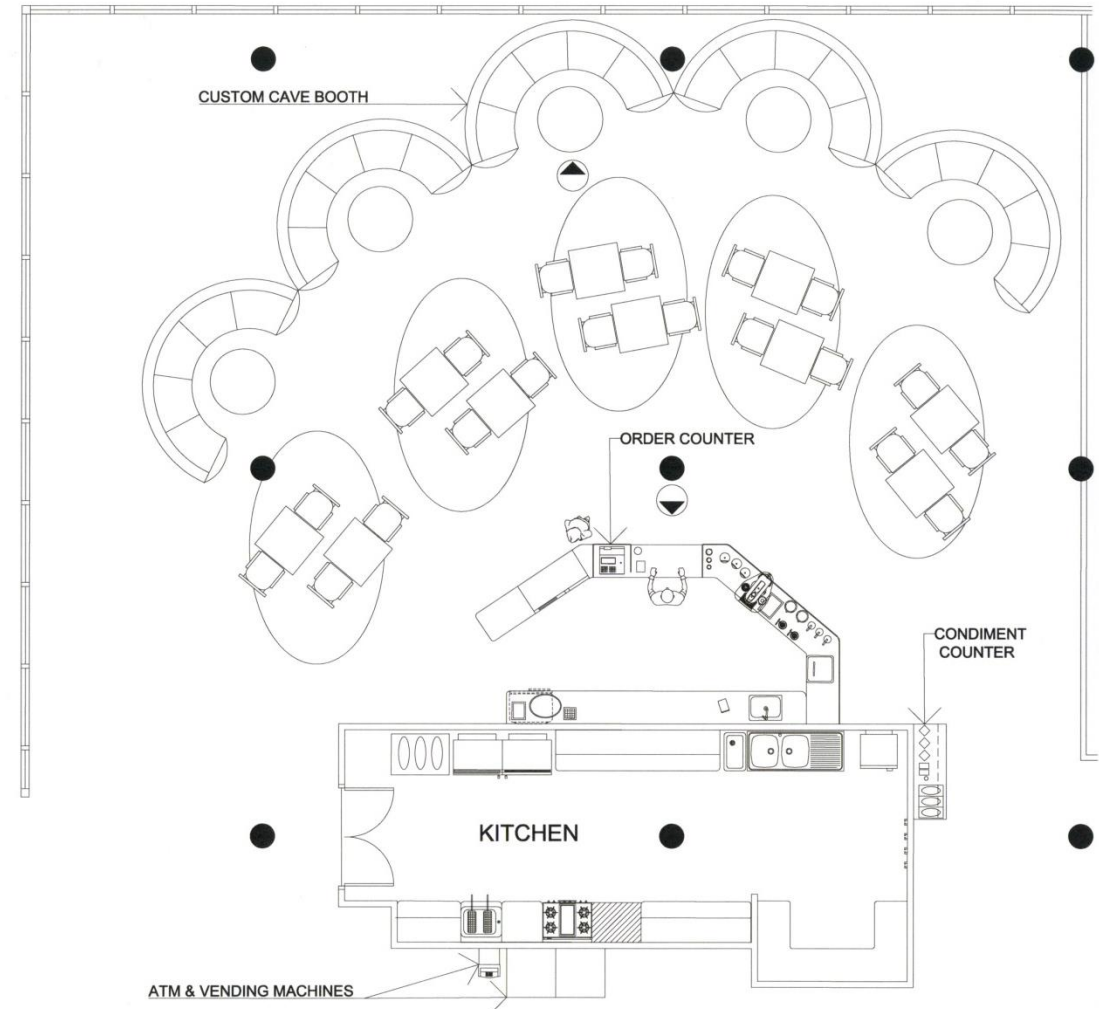 CUSTOM CAVE BOOTH
ORDER COUNTER
CONDIMENT
COUNTER
KITCHEN
ATM & VENDING MACHINES